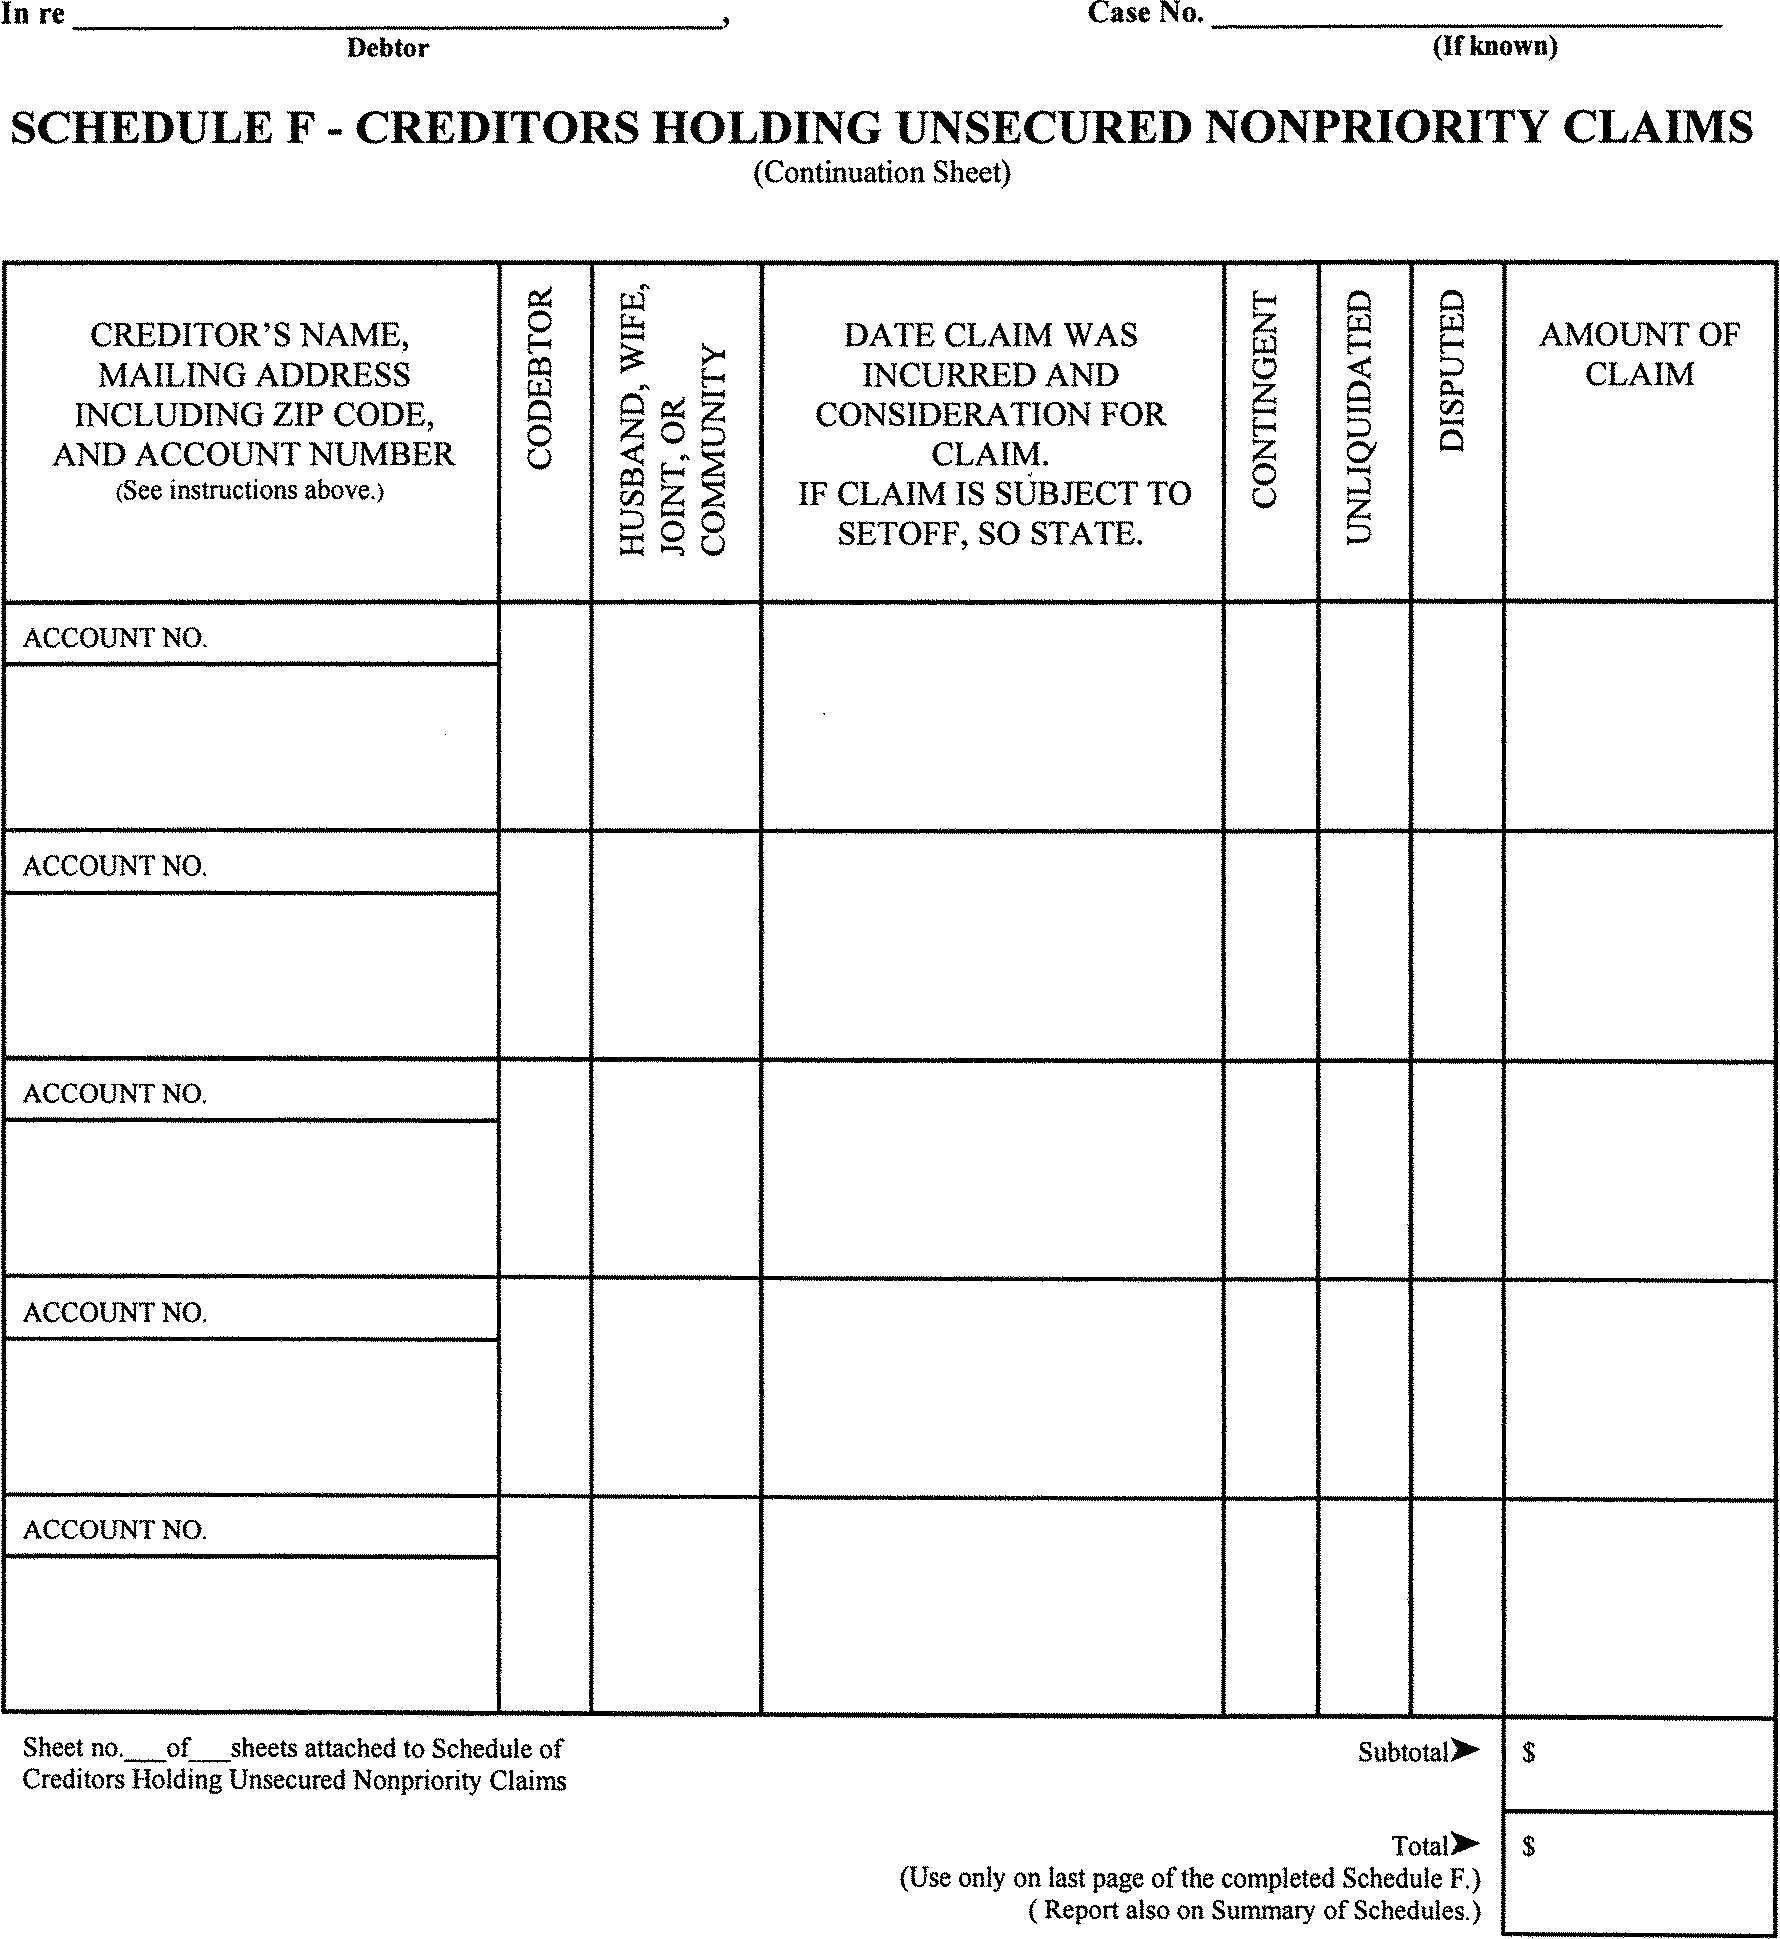 In re ____________________, Case No. ____________________
Debtor (If known)
SCHEDULE F - CREDITORS HOLDING UNSECURED NONPRIORITY CLAIMS
(Continuation Sheet)
CREDITOR’S NAME,
MAILING ADDRESS
INCLUDING ZIP CODE,
AND ACCOUNT NUMBER
(See instructions above.)
CODEBTOR
HUSBAND, WIFE,
JOINT, OR
COMMUNITY
DATE CLAIM WAS
INCURRED AND
CONSIDERATION FOR
CLAIM.
IF CLAIM IS SUBJECT TO
SETOFF, SO STATE.
CONTINGENT
UNLIQUIDATED
DISPUTED
AMOUNT OF
CLAIM
ACCOUNT NO.
ACCOUNT NO.
ACCOUNT NO.
ACCOUNT NO.
ACCOUNT NO.
Sheet no.___of___sheets attached to Schedule of
Creditors Holding Unsecured Nonpriority Claims
Subtotal➤ $
Total➤ $
(Use only on last page of the completed Schedule F.)
( Report also on Summary of Schedules.)